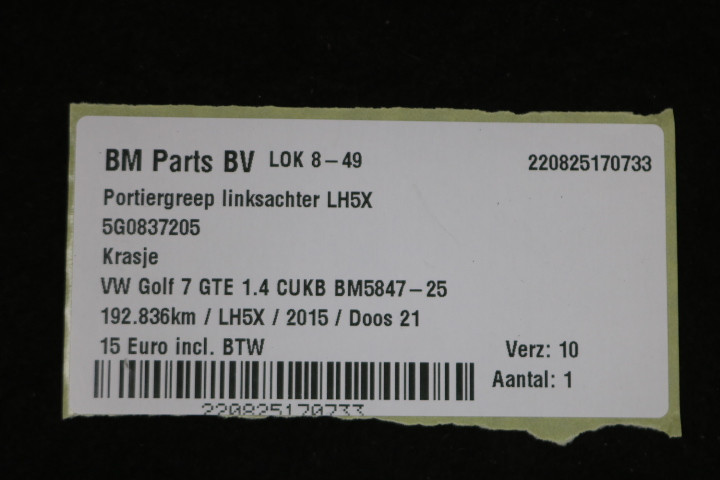 BM Parts BV LOK 8-49 220825170733
Portiergreep linksachter LH5X
5G0837205
Krasje
VW Golf 7 GTE 1.4 CUKB BM5847-25
192.836km / LH5X / 2015 / Doos 21
15 Euro incl. BTW Verz: 10
Aantal: 1
220825170733